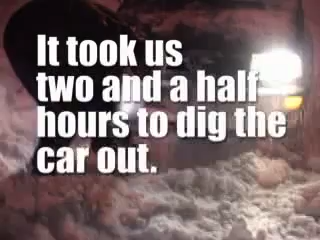 It took us
two and a half
hours to dig the
car out.